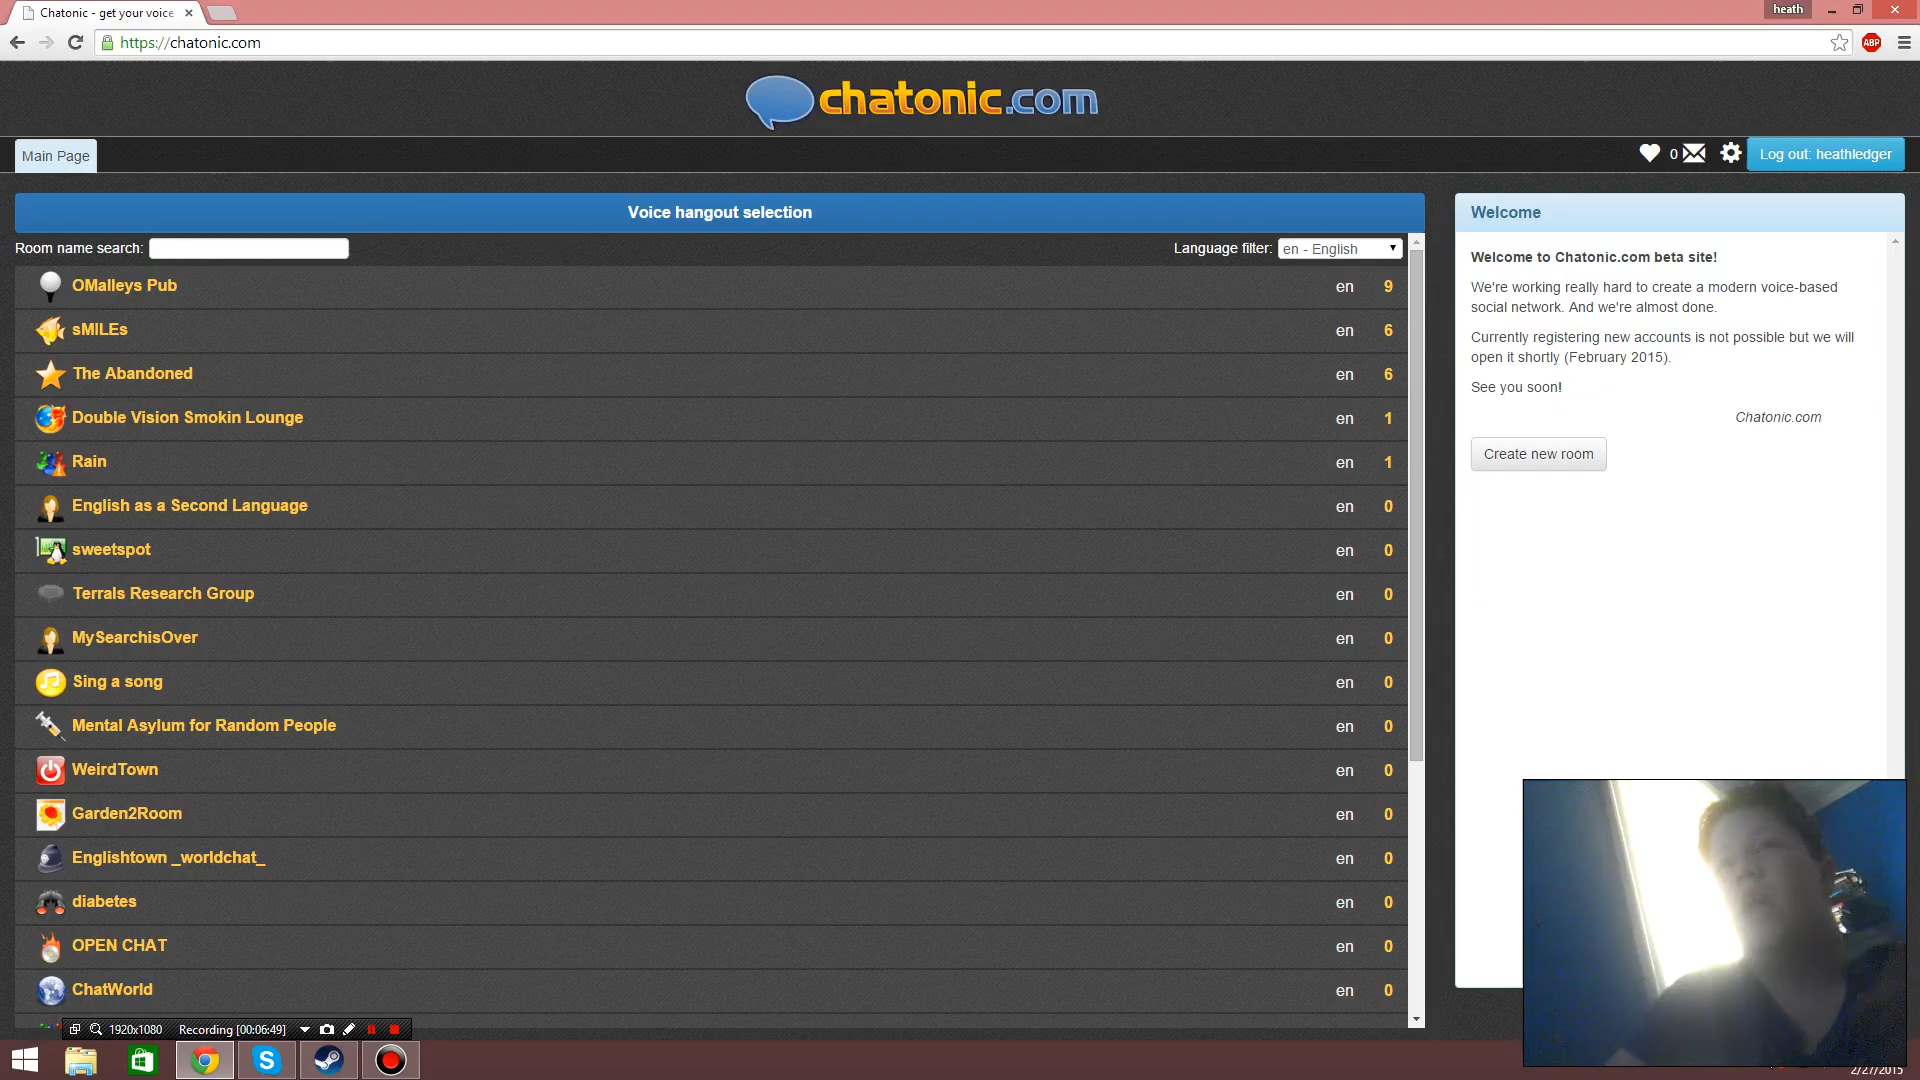 Chatonic - get your voice
heath
https://chatonic.com
ABP
chatonic.com
Main Page
0
Log out: heathledger
Voice hangout selection
Room name search:
Language filter: en - English
OMalleys Pub en 9
sMILEs en 6
The Abandoned en 6
Double Vision Smokin Lounge en 1
Rain en 1
English as a Second Language en 0
sweetspot en 0
Terrals Research Group en 0
MySearchisOver en 0
Sing a song en 0
Mental Asylum for Random People en 0
WeirdTown en 0
Garden2Room en 0
Englishtown _worldchat_ en 0
diabetes en 0
OPEN CHAT en 0
ChatWorld en 0
Welcome
Welcome to Chatonic.com beta site!
We're working really hard to create a modern voice-based
social network. And we're almost done.
Currently registering new accounts is not possible but we will
open it shortly (February 2015).
See you soon!
Chatonic.com
Create new room
1920x1080 Recording [00:06:49]
2/27/2015